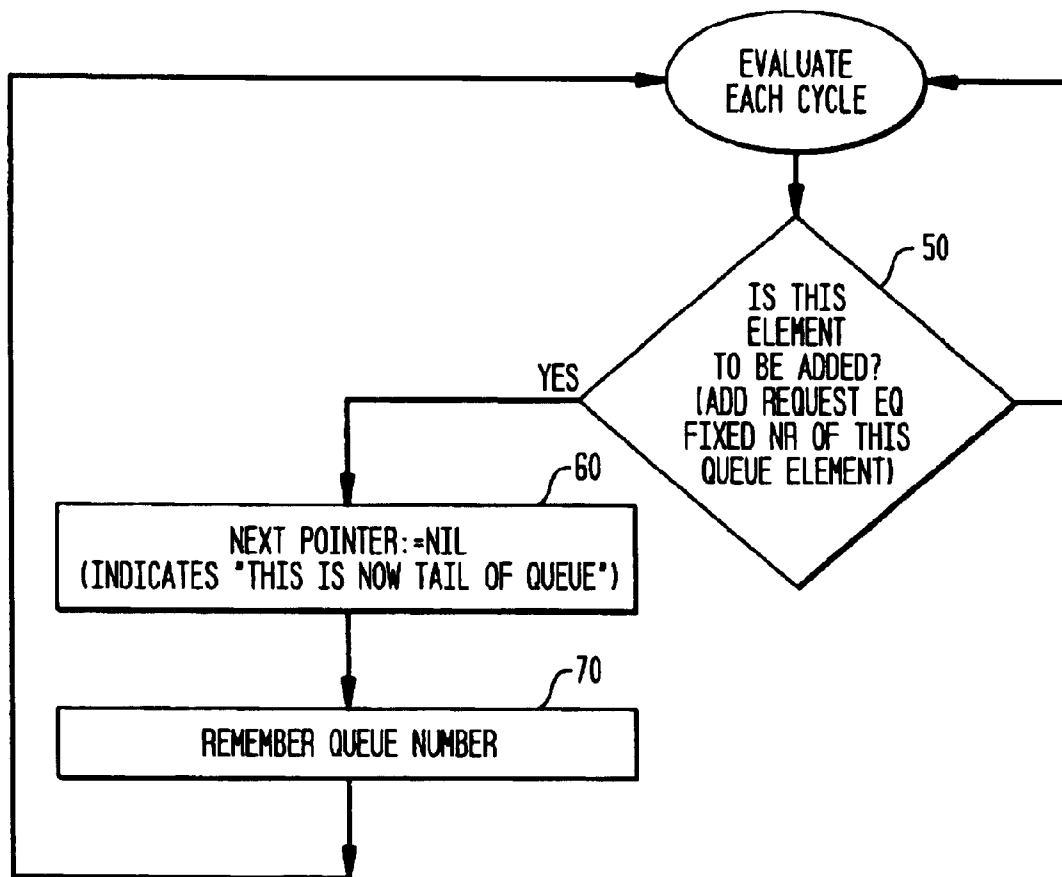 EVALUATE
EACH CYCLE
50
IS THIS
ELEMENT
TO BE ADDED?
(ADD REQUEST EQ
FIXED NR OF THIS
QUEUE ELEMENT)
YES
60
NEXT POINTER:=NIL
(INDICATES "THIS IS NOW TAIL OF QUEUE")
70
REMEMBER QUEUE NUMBER